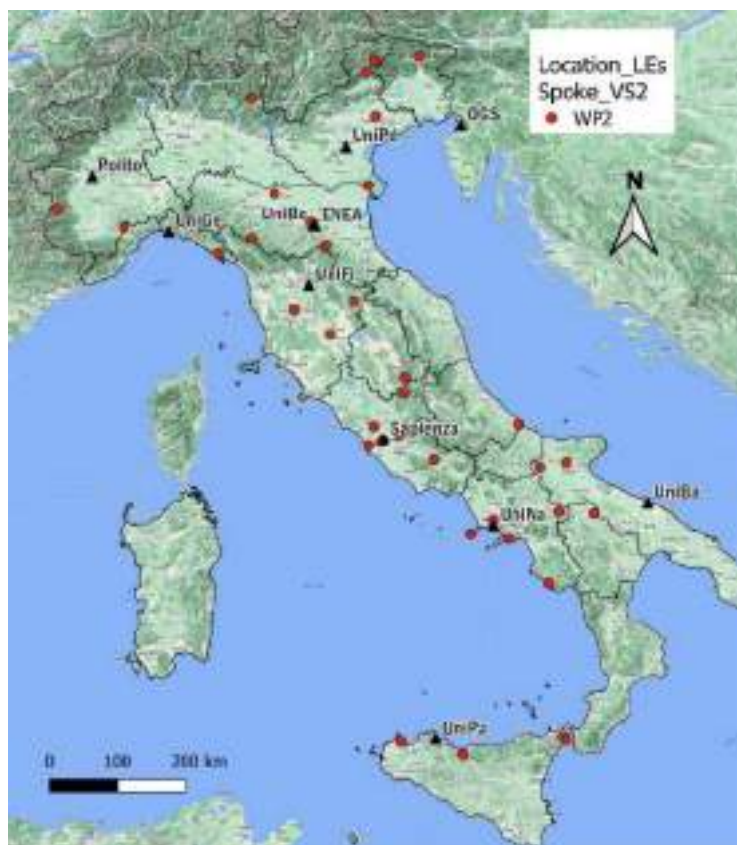 Location_LEs
Spoke_VS2
WP2
OGS
UniPd
Polito
N
UniBo
ENEA
UniGe
UniFi
Sapienza
UniBa
UniNa
UniPa
0 100 200 km